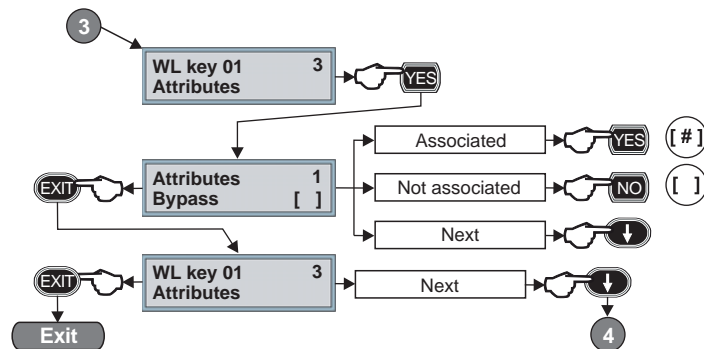 3
WL key 01 3
Attributes
YES
Associated
YES
[ # ]
EXIT
Attributes 1
Bypass [ ]
Not associated
NO
[ ]
Next
EXIT
WL key 01 3
Attributes
Next
Exit
4